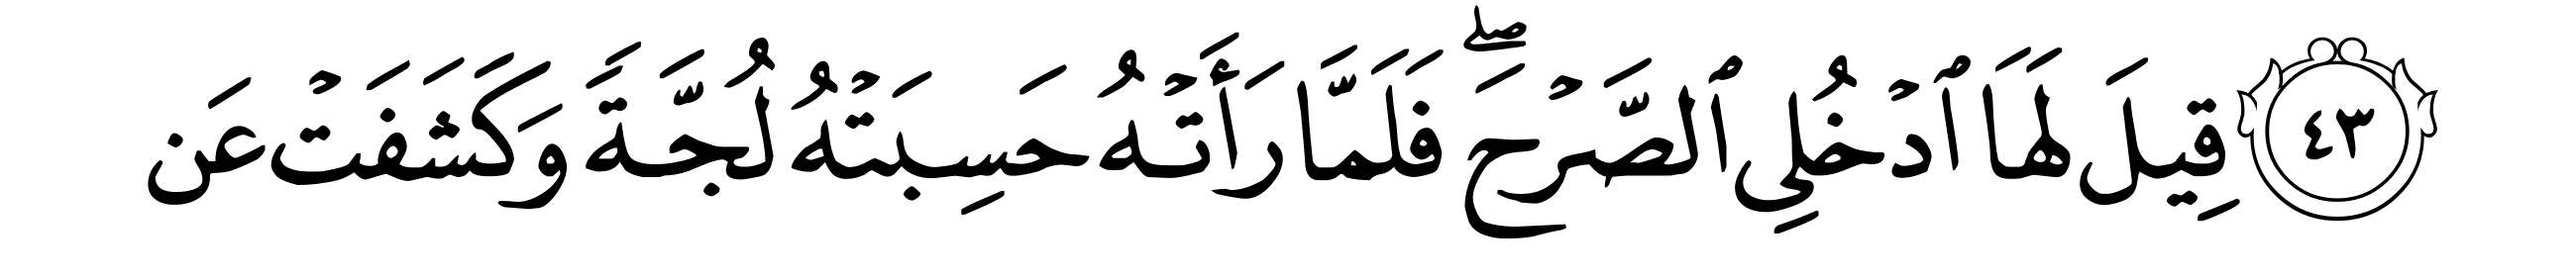 ٤٣ قِيلَ لَهَا ٱدْخُلِى ٱلصَّرْحَ ۖ فَلَمَّا رَأَتْهُ حَسِبَتْهُ لُجَّةً وَكَشَفَتْ عَن